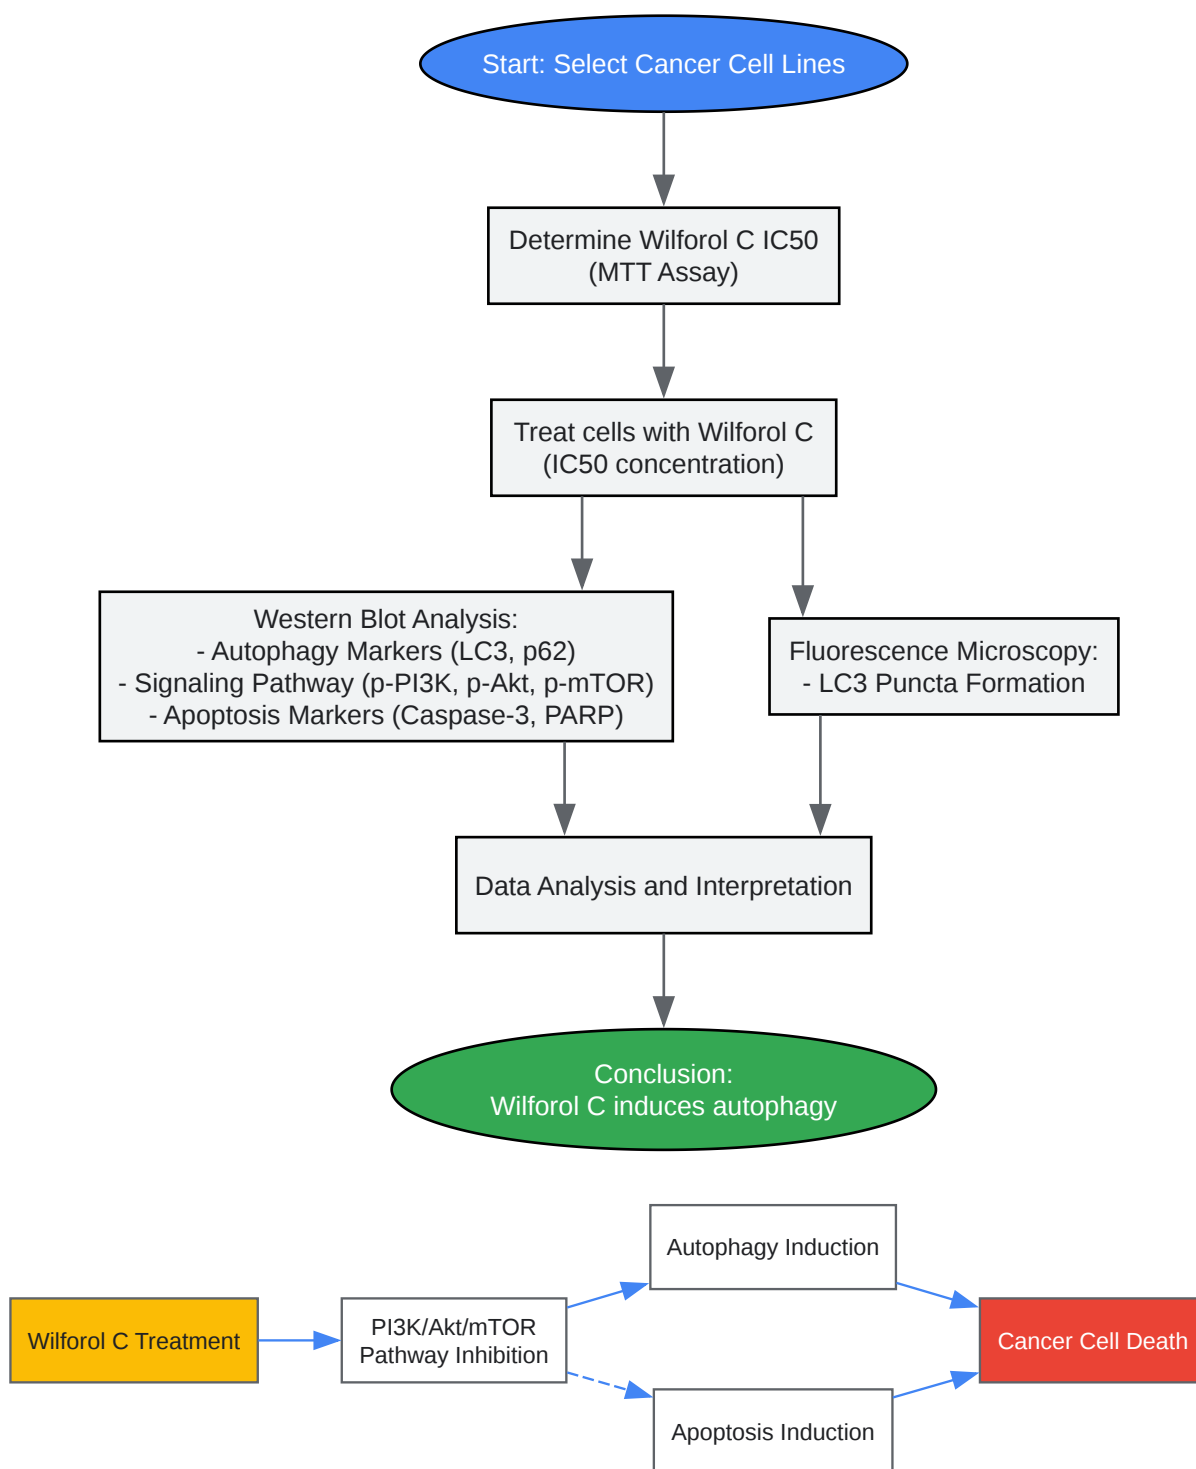 Start: Select Cancer Cell Lines
Determine Wilforol C IC50
(MTT Assay)
Treat cells with Wilforol C
(IC50 concentration)
Western Blot Analysis:
- Autophagy Markers (LC3, p62)
- Signaling Pathway (p-PI3K, p-Akt, p-mTOR)
- Apoptosis Markers (Caspase-3, PARP)
Fluorescence Microscopy:
- LC3 Puncta Formation
Data Analysis and Interpretation
Conclusion:
Wilforol C induces autophagy
Wilforol C Treatment
PI3K/Akt/mTOR
Pathway Inhibition
Autophagy Induction
Apoptosis Induction
Cancer Cell Death